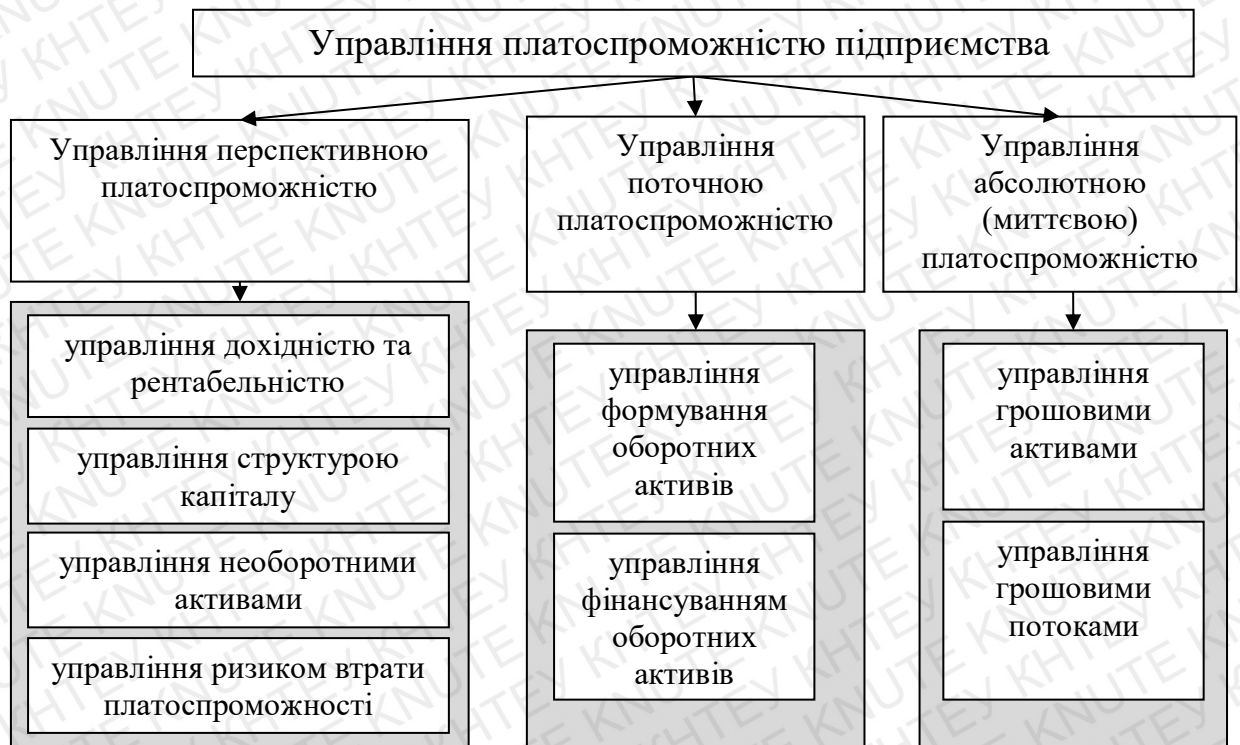 Управління платоспроможністю підприємства
Управління перспективною
платоспроможністю
Управління
поточною
платоспроможністю
Управління
абсолютною
(миттєвою)
платоспроможністю
управління дохідністю та
рентабельністю
управління структурою
капіталу
управління необоротними
активами
управління ризиком втрати
платоспроможності
управління
формування
оборотних
активів
управління
фінансуванням
оборотних
активів
управління
грошовими
активами
управління
грошовими
потоками